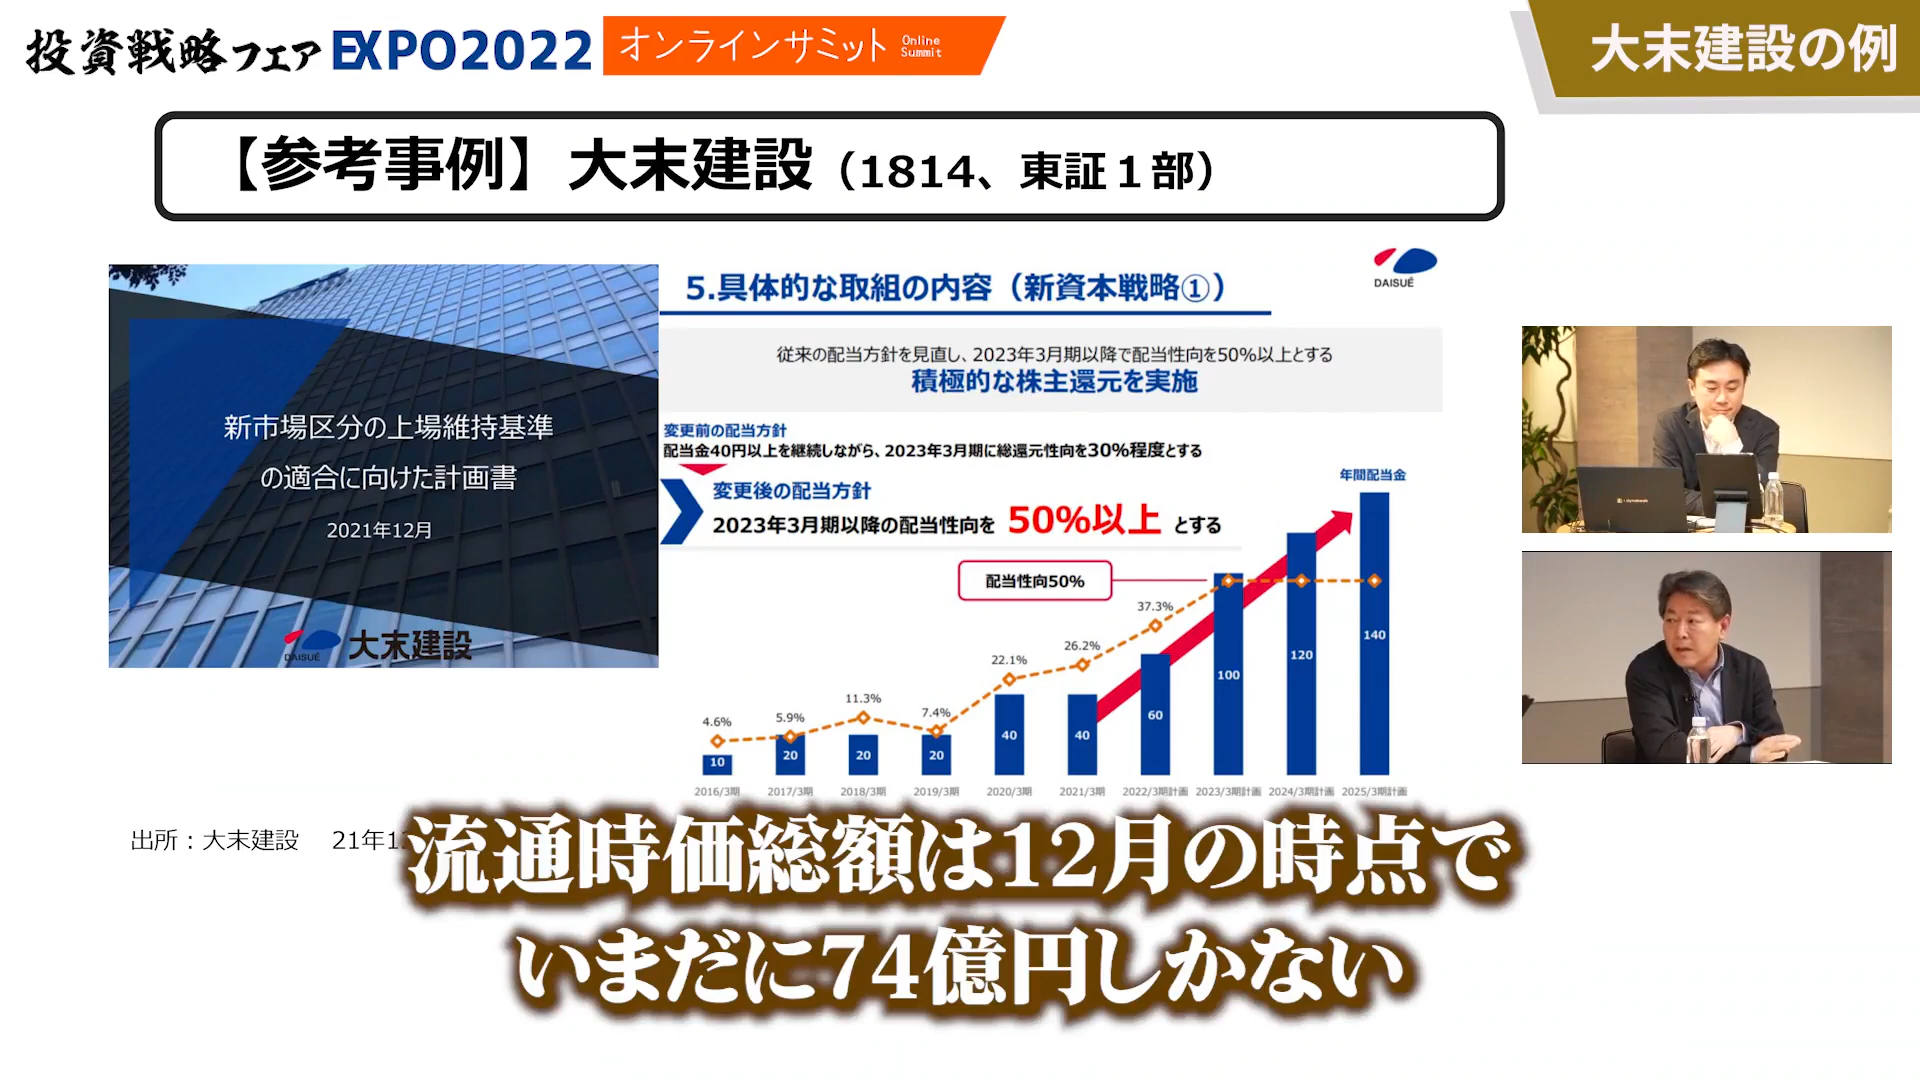 投資戦略フェア EXPO2022 オンラインサミット Online Summit
大末建設の例
【参考事例】大末建設（1814、東証１部）
新市場区分の上場維持基準
の適合に向けた計画書
2021年12月
DAISUE 大末建設
5.具体的な取組の内容（新資本戦略①）
DAISUE
従来の配当方針を見直し、2023年3月期以降で配当性向を50%以上とする
積極的な株主還元を実施
変更前の配当方針
配当金40円以上を継続しながら、2023年3月期に総還元性向を30%程度とする
変更後の配当方針
2023年3月期以降の配当性向を 50%以上 とする
年間配当金
配当性向50%
4.6% 5.9% 11.3% 7.4% 22.1% 26.2% 37.3%
10 20 20 20 40 40 60 100 120 140
2016/3期 2017/3期 2018/3期 2019/3期 2020/3期 2021/3期 2022/3期計画 2023/3期計画 2024/3期計画 2025/3期計画
出所：大末建設 21年1
流通時価総額は12月の時点で
いまだに74億円しかない